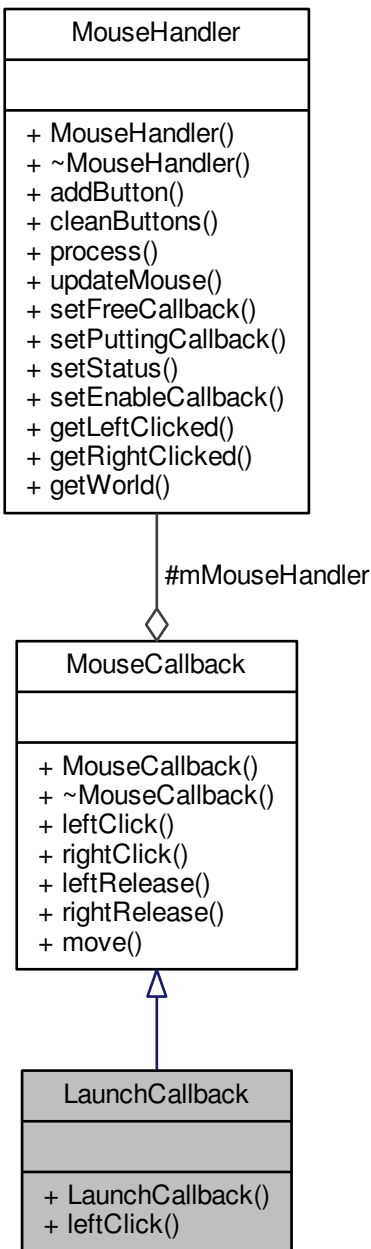 MouseHandler
+ MouseHandler()
+ ~MouseHandler()
+ addButton()
+ cleanButtons()
+ process()
+ updateMouse()
+ setFreeCallback()
+ setPuttingCallback()
+ setStatus()
+ setEnableCallback()
+ getLeftClicked()
+ getRightClicked()
+ getWorld()
#mMouseHandler
MouseCallback
+ MouseCallback()
+ ~MouseCallback()
+ leftClick()
+ rightClick()
+ leftRelease()
+ rightRelease()
+ move()
LaunchCallback
+ LaunchCallback()
+ leftClick()